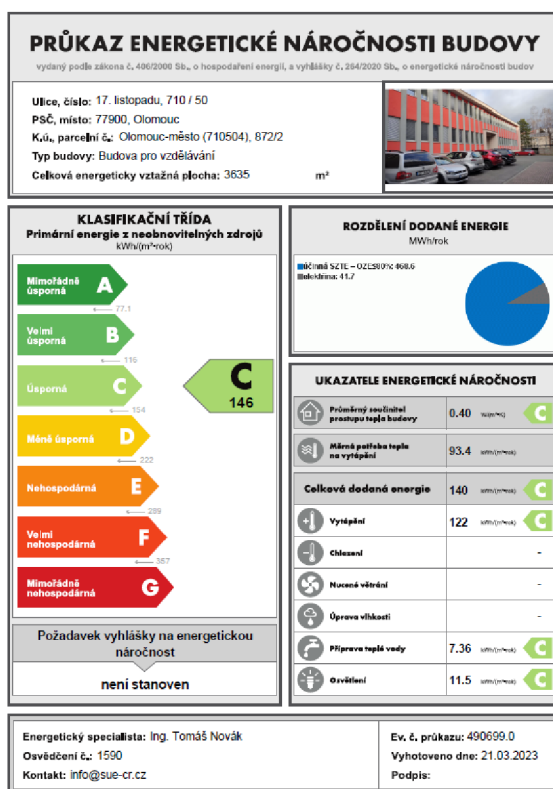 PRŮKAZ ENERGETICKÉ NÁROČNOSTI BUDOVY
vydaný podle zákona č. 406/2000 Sb., o hospodaření energií, a vyhlášky č. 264/2020 Sb., o energetické náročnosti budov
Ulice, číslo: 17. listopadu, 710 / 50
PSČ, místo: 77900, Olomouc
K.ú., parcelní č.: Olomouc-město (710504), 872/2
Typ budovy: Budova pro vzdělávání
Celková energeticky vztažná plocha: 3635 m²
KLASIFIKAČNÍ TŘÍDA
Primární energie z neobnovitelných zdrojů
kWh/(m²·rok)
Mimořádně úsporná A
77.1
Velmi úsporná B
116
Úsporná C
154
Méně úsporná D
222
Nehospodárná E
289
Velmi nehospodárná F
367
Mimořádně nehospodárná G
C
146
Požadavek vyhlášky na energetickou
náročnost
není stanoven
ROZDĚLENÍ DODANÉ ENERGIE
MWh/rok
účinná SZTE – OZE≤80%: 468.6
elektřina: 41.7
UKAZATELE ENERGETICKÉ NÁROČNOSTI
Průměrný součinitel prostupu tepla budovy 0.40 W/(m²·K) C
Měrná potřeba tepla na vytápění 93.4 kWh/(m²·rok)
Celková dodaná energie 140 kWh/(m²·rok) C
Vytápění 122 kWh/(m²·rok) C
Chlazení -
Nucené větrání -
Úprava vlhkosti -
Příprava teplé vody 7.36 kWh/(m²·rok) C
Osvětlení 11.5 kWh/(m²·rok) C
Energetický specialista: Ing. Tomáš Novák
Osvědčení č.: 1590
Kontakt: info@sue-cr.cz
Ev. č. průkazu: 490699.0
Vyhotoveno dne: 21.03.2023
Podpis: